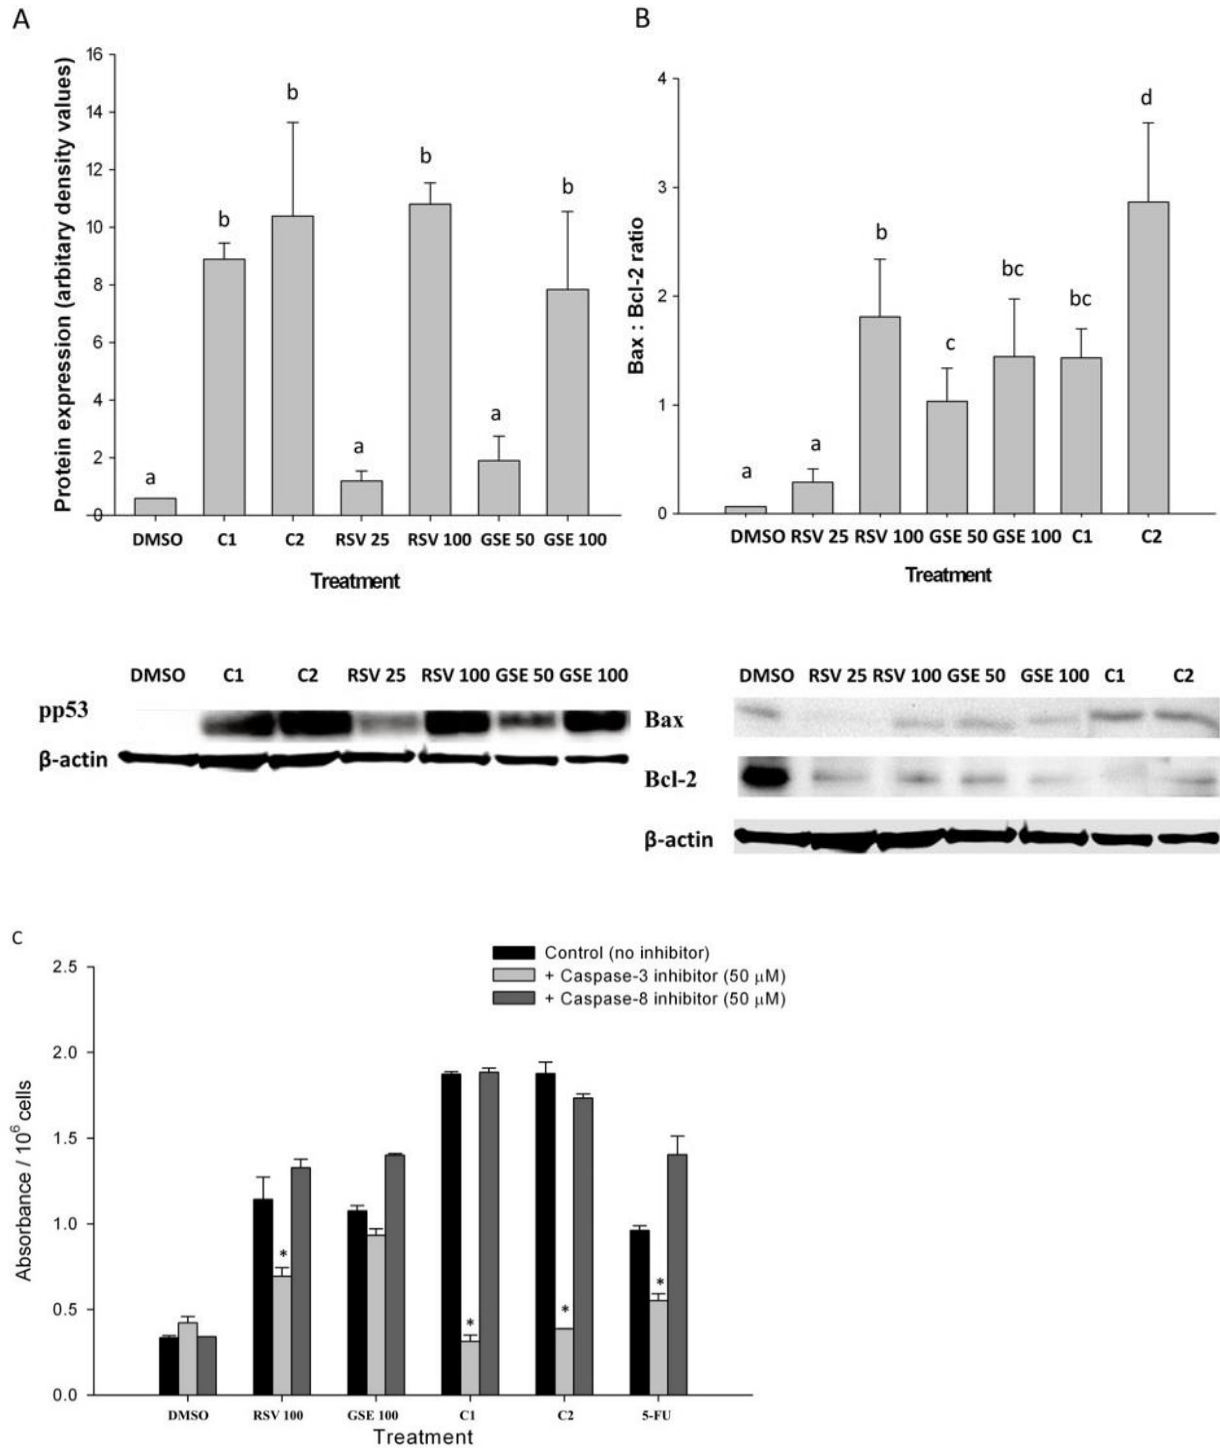 A
Protein expression (arbitary density values)
16
14
12
10
8
6
4
2
0
b
b
b
b
a
a
a
DMSO C1 C2 RSV 25 RSV 100 GSE 50 GSE 100
Treatment
B
Bax : Bcl-2 ratio
4
3
2
1
0
d
b
bc
bc
c
a
a
DMSO RSV 25 RSV 100 GSE 50 GSE 100 C1 C2
Treatment
DMSO C1 C2 RSV 25 RSV 100 GSE 50 GSE 100
pp53
β-actin
DMSO RSV 25 RSV 100 GSE 50 GSE 100 C1 C2
Bax
Bcl-2
β-actin
C
Control (no inhibitor)
+ Caspase-3 inhibitor (50 μM)
+ Caspase-8 inhibitor (50 μM)
Absorbance / 10⁶ cells
2.5
2.0
1.5
1.0
0.5
0.0
* * * *
DMSO RSV 100 GSE 100 C1 C2 5-FU
Treatment